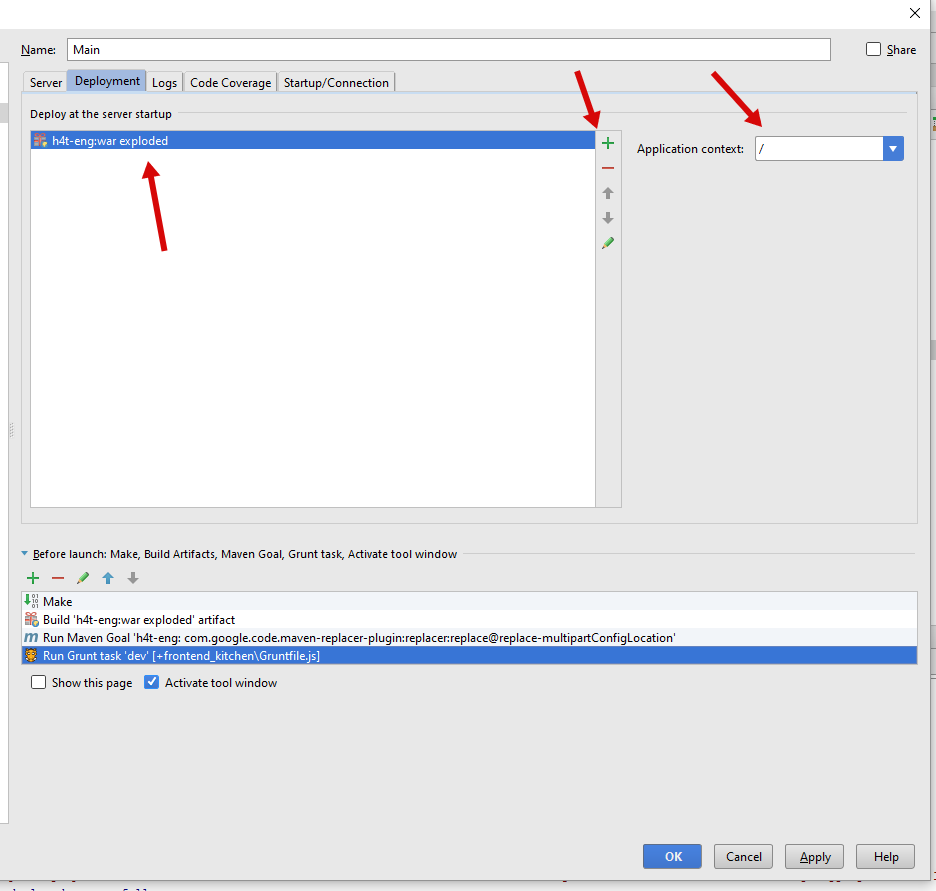 Name: Main Share
Server Deployment Logs Code Coverage Startup/Connection
Deploy at the server startup
h4t-eng:war exploded
Application context: /
Before launch: Make, Build Artifacts, Maven Goal, Grunt task, Activate tool window
Make
Build 'h4t-eng:war exploded' artifact
Run Maven Goal 'h4t-eng: com.google.code.maven-replacer-plugin:replacer:replace@replace-multipartConfigLocation'
Run Grunt task 'dev' [+frontend_kitchen\Gruntfile.js]
Show this page Activate tool window
OK Cancel Apply Help